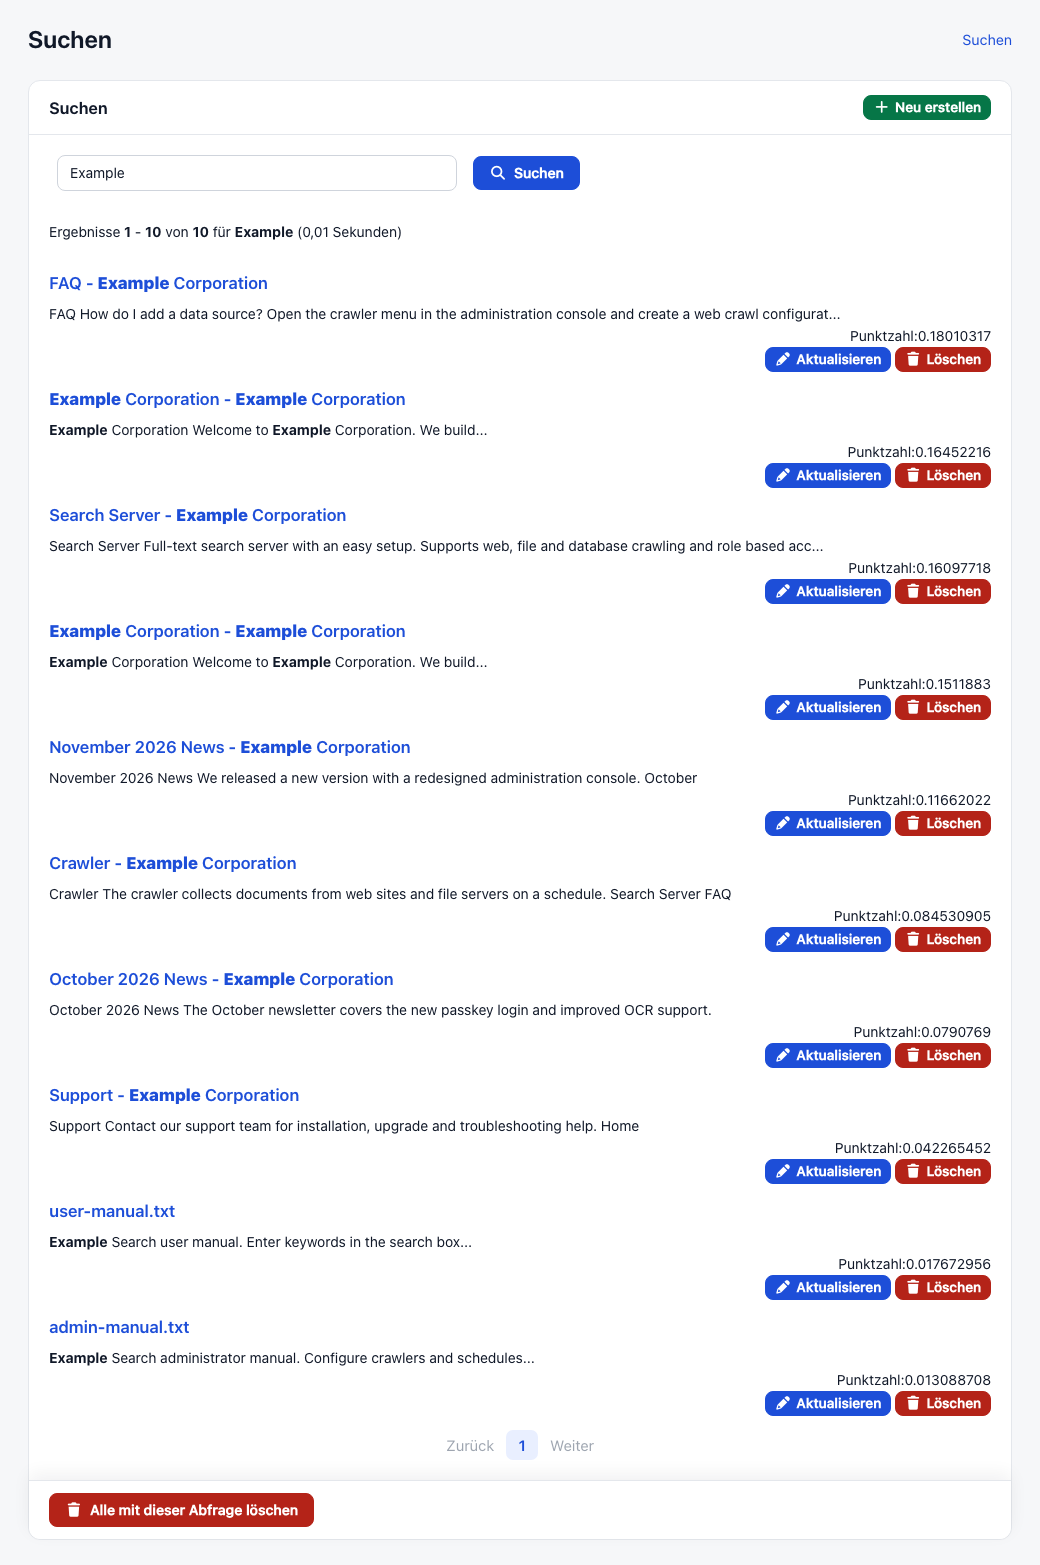 Suchen
Suchen
Suchen
Neu erstellen
Example
Suchen
Ergebnisse 1 - 10 von 10 für Example (0,01 Sekunden)
FAQ - Example Corporation
FAQ How do I add a data source? Open the crawler menu in the administration console and create a web crawl configurat...
Punktzahl:0.18010317
Aktualisieren Löschen
Example Corporation - Example Corporation
Example Corporation Welcome to Example Corporation. We build...
Punktzahl:0.16452216
Aktualisieren Löschen
Search Server - Example Corporation
Search Server Full-text search server with an easy setup. Supports web, file and database crawling and role based acc...
Punktzahl:0.16097718
Aktualisieren Löschen
Example Corporation - Example Corporation
Example Corporation Welcome to Example Corporation. We build...
Punktzahl:0.1511883
Aktualisieren Löschen
November 2026 News - Example Corporation
November 2026 News We released a new version with a redesigned administration console. October
Punktzahl:0.11662022
Aktualisieren Löschen
Crawler - Example Corporation
Crawler The crawler collects documents from web sites and file servers on a schedule. Search Server FAQ
Punktzahl:0.084530905
Aktualisieren Löschen
October 2026 News - Example Corporation
October 2026 News The October newsletter covers the new passkey login and improved OCR support.
Punktzahl:0.0790769
Aktualisieren Löschen
Support - Example Corporation
Support Contact our support team for installation, upgrade and troubleshooting help. Home
Punktzahl:0.042265452
Aktualisieren Löschen
user-manual.txt
Example Search user manual. Enter keywords in the search box...
Punktzahl:0.017672956
Aktualisieren Löschen
admin-manual.txt
Example Search administrator manual. Configure crawlers and schedules...
Punktzahl:0.013088708
Aktualisieren Löschen
Zurück 1 Weiter
Alle mit dieser Abfrage löschen